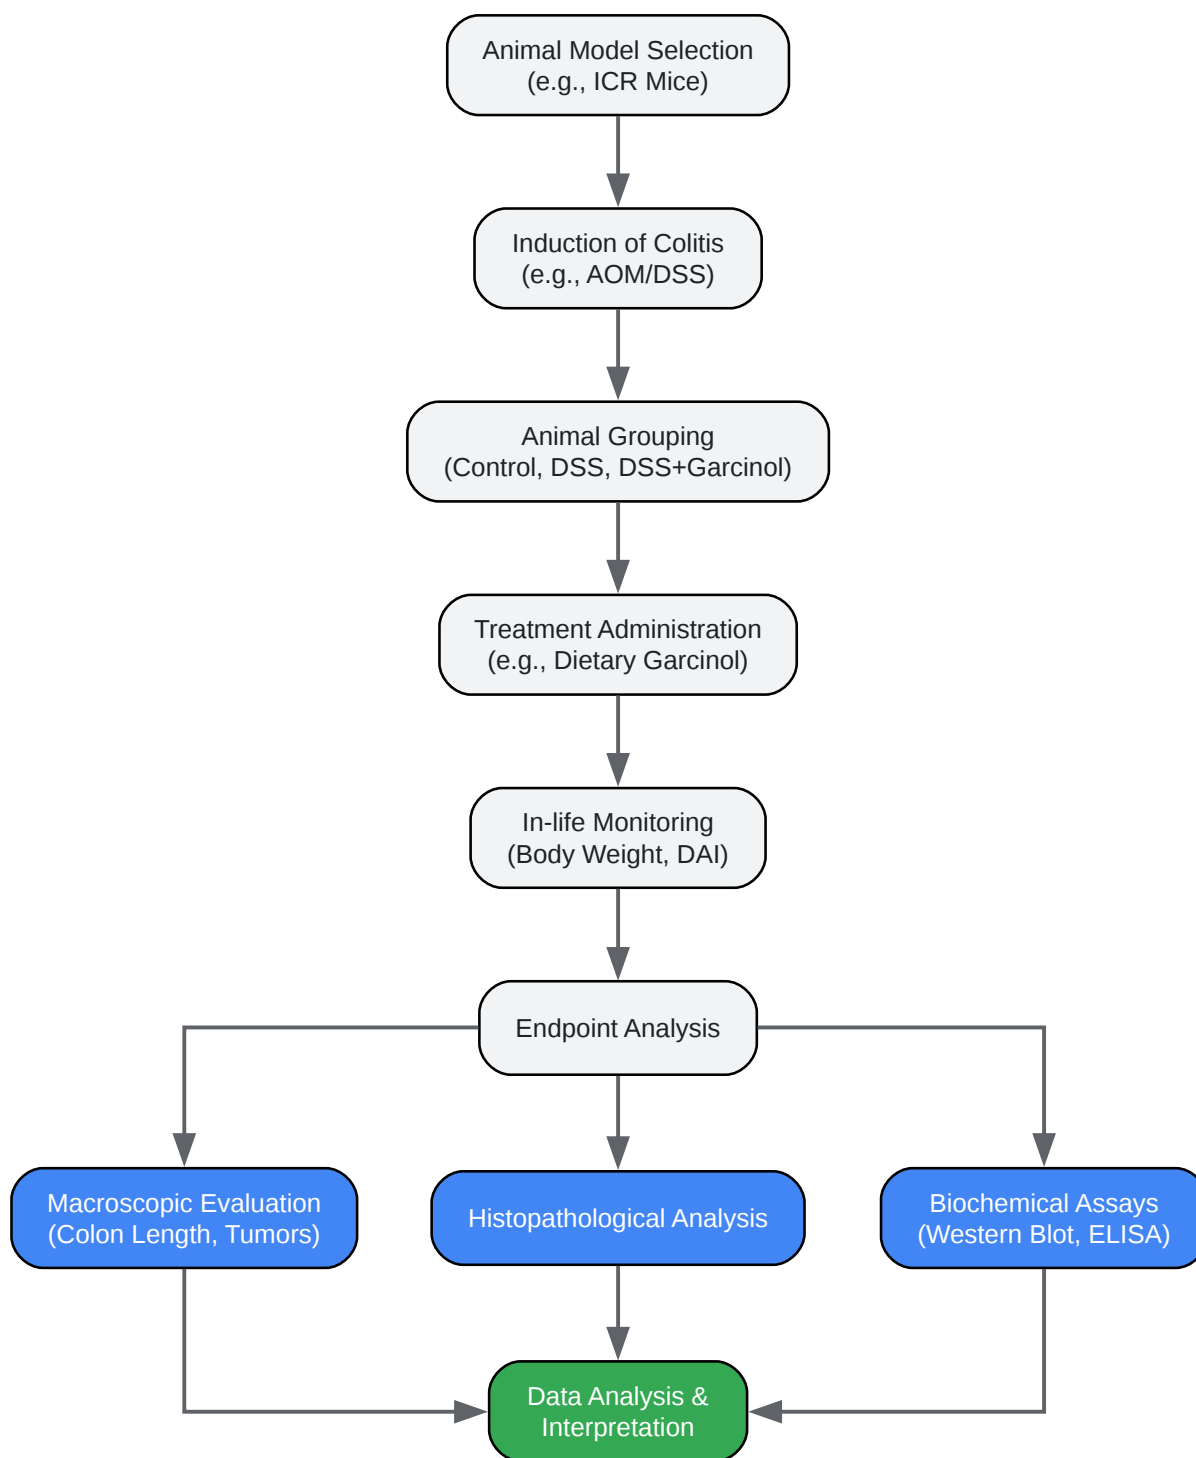 Animal Model Selection
(e.g., ICR Mice)
Induction of Colitis
(e.g., AOM/DSS)
Animal Grouping
(Control, DSS, DSS+Garcinol)
Treatment Administration
(e.g., Dietary Garcinol)
In-life Monitoring
(Body Weight, DAI)
Endpoint Analysis
Macroscopic Evaluation
(Colon Length, Tumors)
Histopathological Analysis
Biochemical Assays
(Western Blot, ELISA)
Data Analysis &
Interpretation